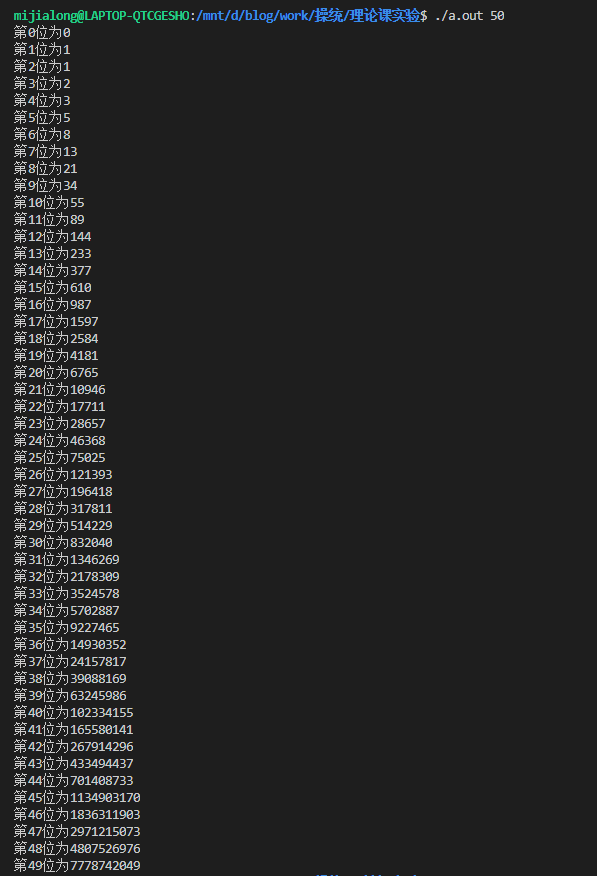 mijialong@LAPTOP-QTCGESHO:/mnt/d/blog/work/操统/理论课实验$ ./a.out 50
第0位为0
第1位为1
第2位为1
第3位为2
第4位为3
第5位为5
第6位为8
第7位为13
第8位为21
第9位为34
第10位为55
第11位为89
第12位为144
第13位为233
第14位为377
第15位为610
第16位为987
第17位为1597
第18位为2584
第19位为4181
第20位为6765
第21位为10946
第22位为17711
第23位为28657
第24位为46368
第25位为75025
第26位为121393
第27位为196418
第28位为317811
第29位为514229
第30位为832040
第31位为1346269
第32位为2178309
第33位为3524578
第34位为5702887
第35位为9227465
第36位为14930352
第37位为24157817
第38位为39088169
第39位为63245986
第40位为102334155
第41位为165580141
第42位为267914296
第43位为433494437
第44位为701408733
第45位为1134903170
第46位为1836311903
第47位为2971215073
第48位为4807526976
第49位为7778742049